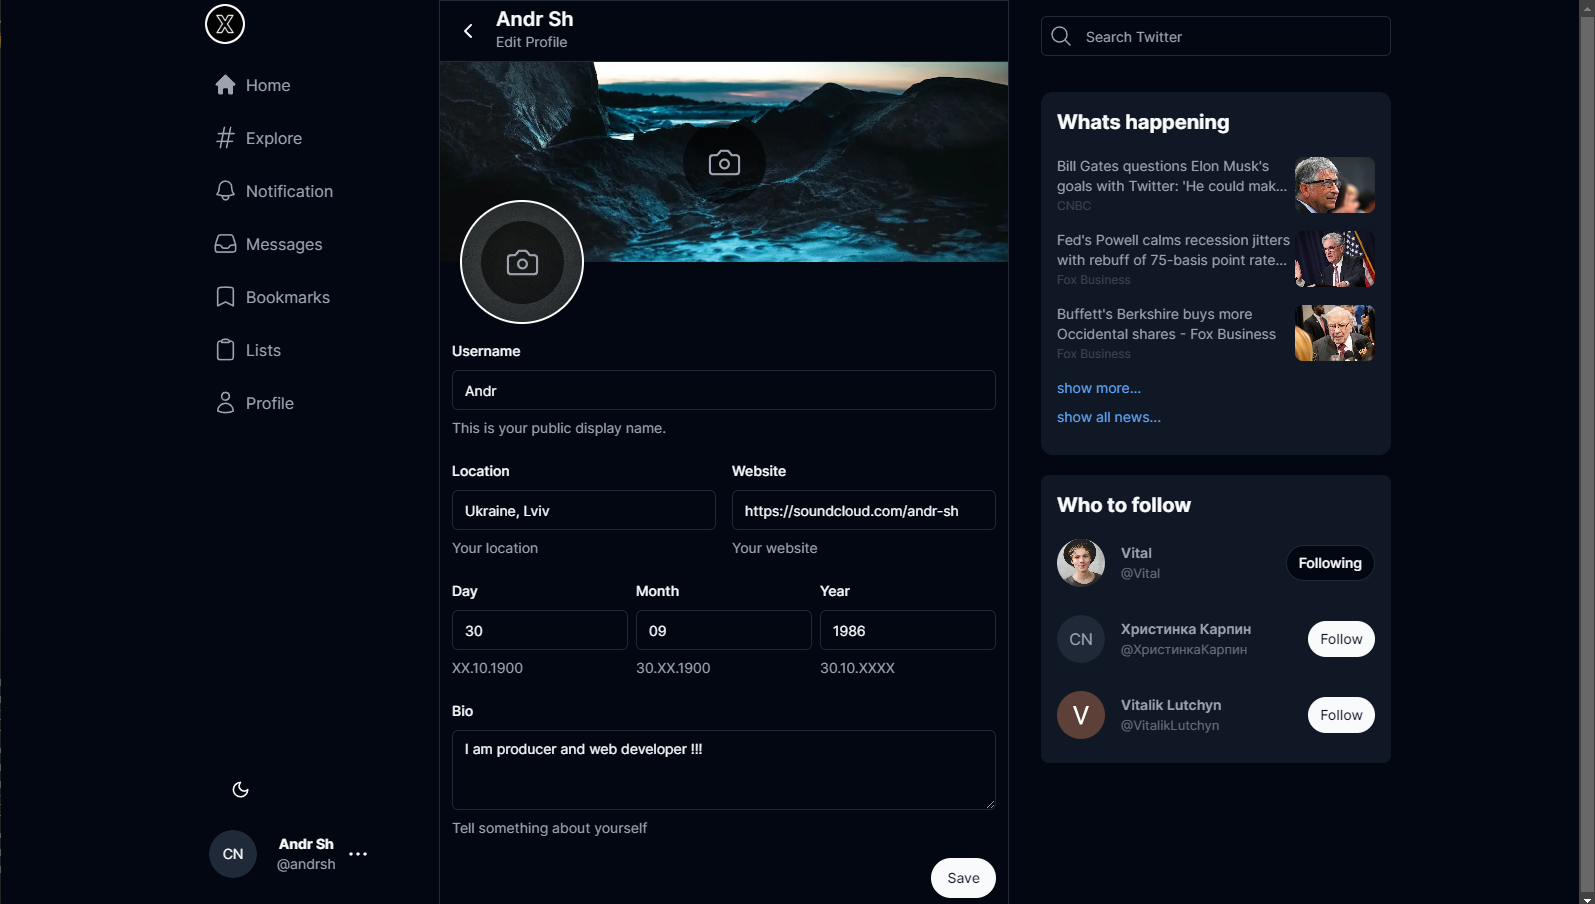 X
Home
Explore
Notification
Messages
Bookmarks
Lists
Profile
CN
Andr Sh
@andrsh
Andr Sh
Edit Profile
Username
Andr
This is your public display name.
Location
Website
Ukraine, Lviv
https://soundcloud.com/andr-sh
Your location
Your website
Day
Month
Year
30
09
1986
XX.10.1900
30.XX.1900
30.10.XXXX
Bio
I am producer and web developer !!!
Tell something about yourself
Save
Search Twitter
Whats happening
Bill Gates questions Elon Musk's
goals with Twitter: 'He could mak...
CNBC
Fed's Powell calms recession jitters
with rebuff of 75-basis point rate...
Fox Business
Buffett's Berkshire buys more
Occidental shares - Fox Business
Fox Business
show more...
show all news...
Who to follow
Vital
@Vital
Following
CN
Христинка Карпин
@ХристинкаКарпин
Follow
V
Vitalik Lutchyn
@VitalikLutchyn
Follow